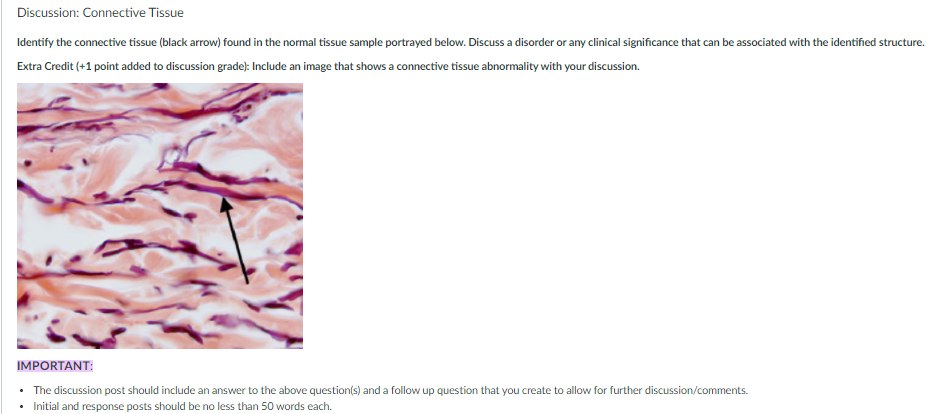 Discussion: Connective Tissue
Identify the connective tissue (black arrow) found in the normal tissue sample portrayed below. Discuss a disorder or any clinical significance that can be associated with the identified structure.
Extra Credit (+1 point added to discussion grade): Include an image that shows a connective tissue abnormality with your discussion.
IMPORTANT:
• The discussion post should include an answer to the above question(s) and a follow up question that you create to allow for further discussion/comments.
• Initial and response posts should be no less than 50 words each.